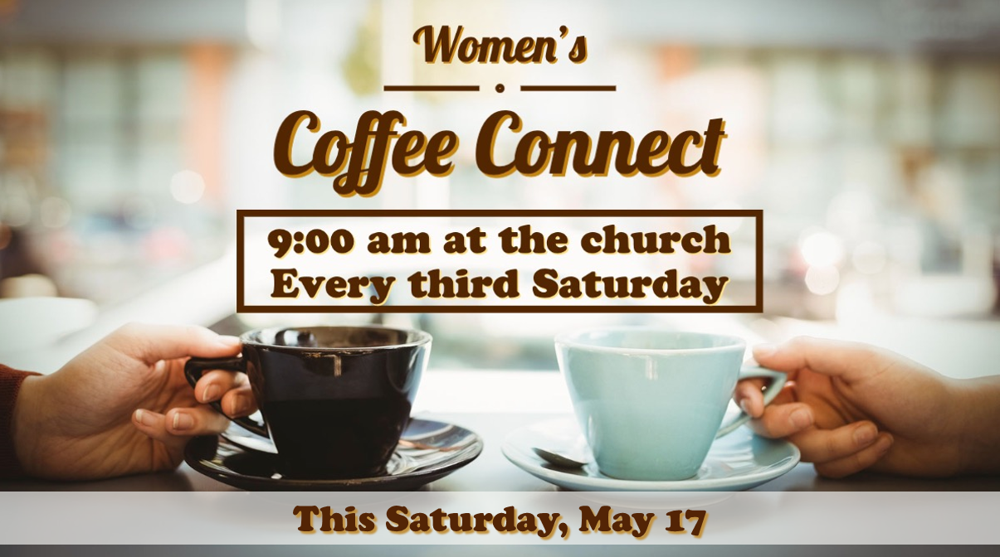 Women's
Coffee Connect
9:00 am at the church
Every third Saturday
This Saturday, May 17